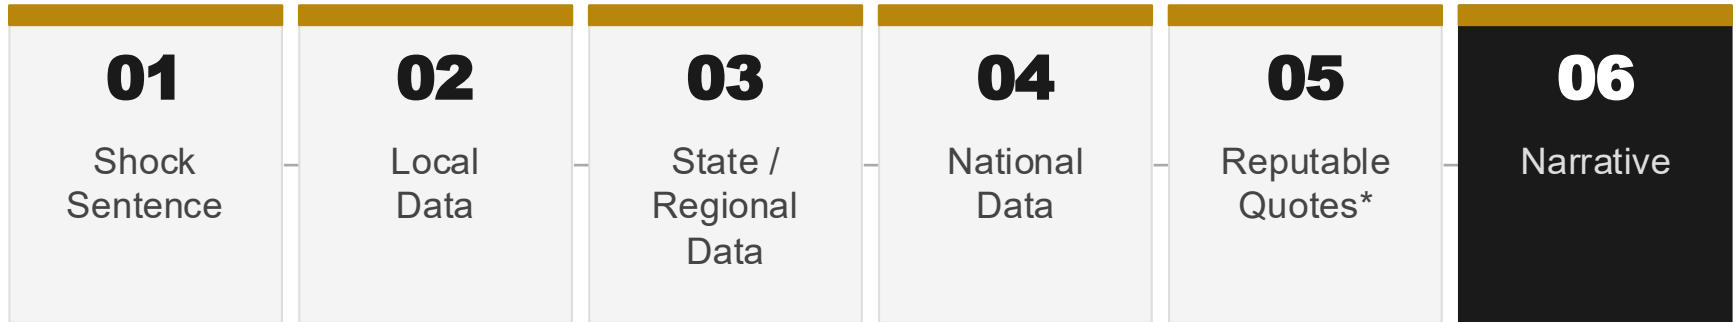 01
Shock
Sentence
02
Local
Data
03
State /
Regional
Data
04
National
Data
05
Reputable
Quotes*
06
Narrative